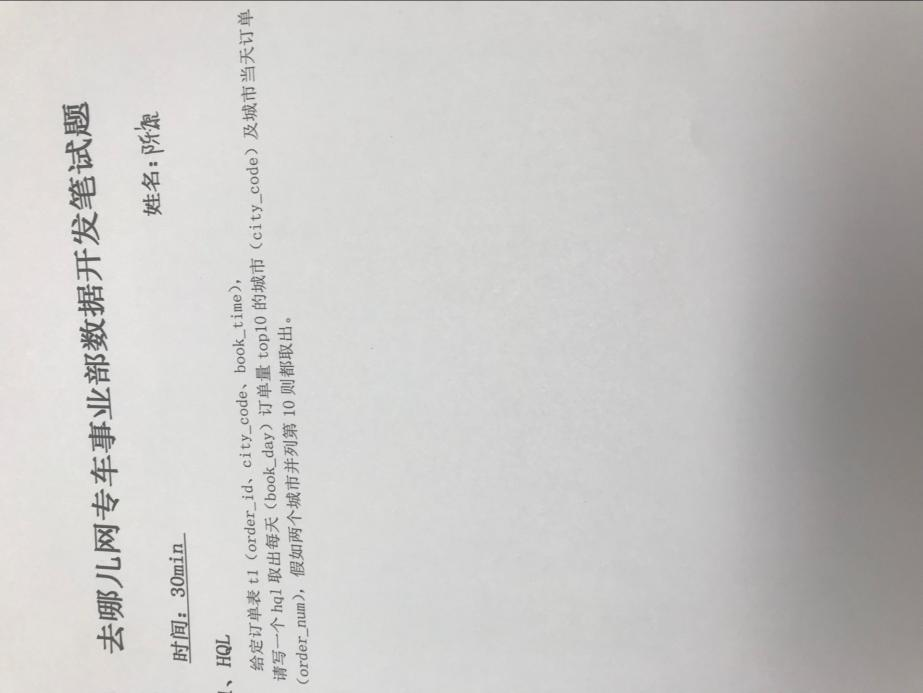 去哪儿网专车事业部数据开发笔试题
时间：30min
姓名：
、HQL
给定订单表 t1（order_id、city_code、book_time），
请写一个 hql 取出每天（book_day）订单量 top10 的城市（city_code）及城市当天订单
（order_num），假如两个城市并列第 10 则都取出。